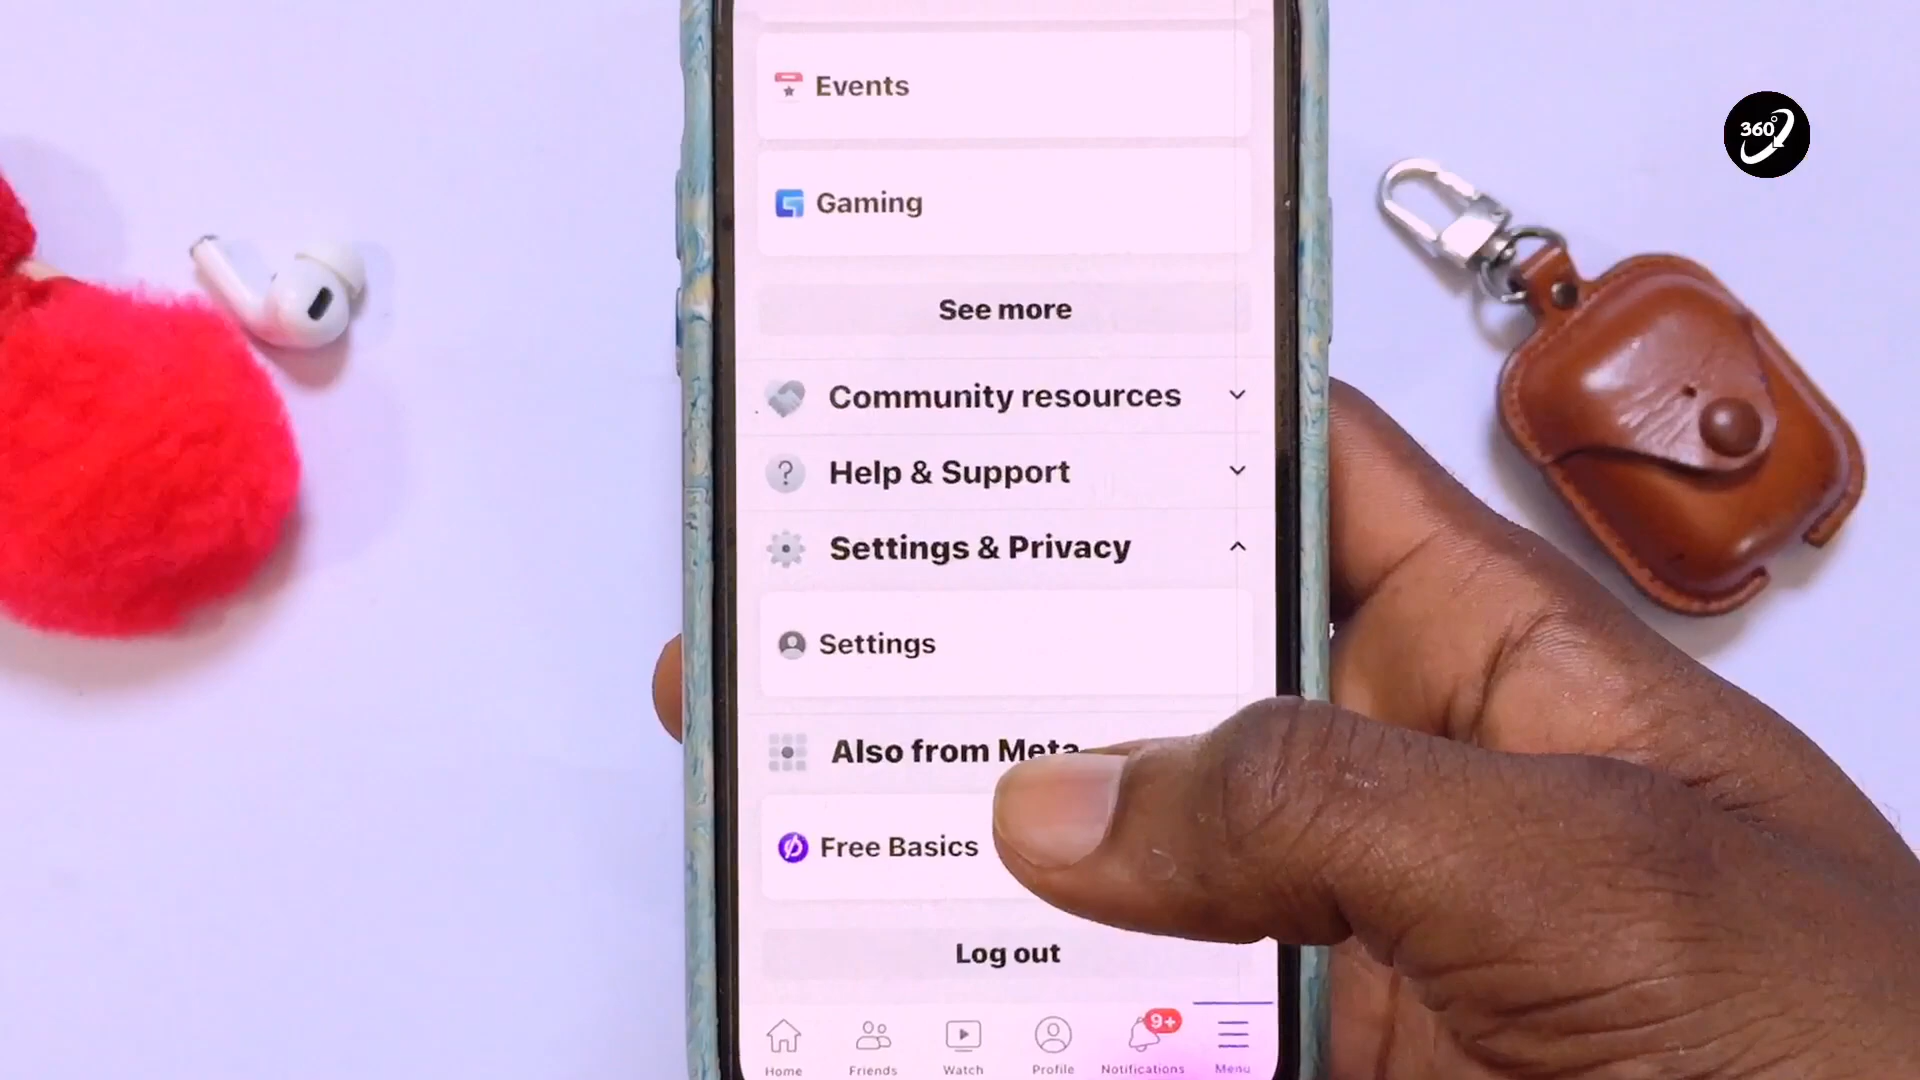 360°
Events
Gaming
See more
Community resources
Help & Support
Settings & Privacy
Settings
Also from Meta
Free Basics
Log out
9+
Home Friends Watch Profile Notifications Menu